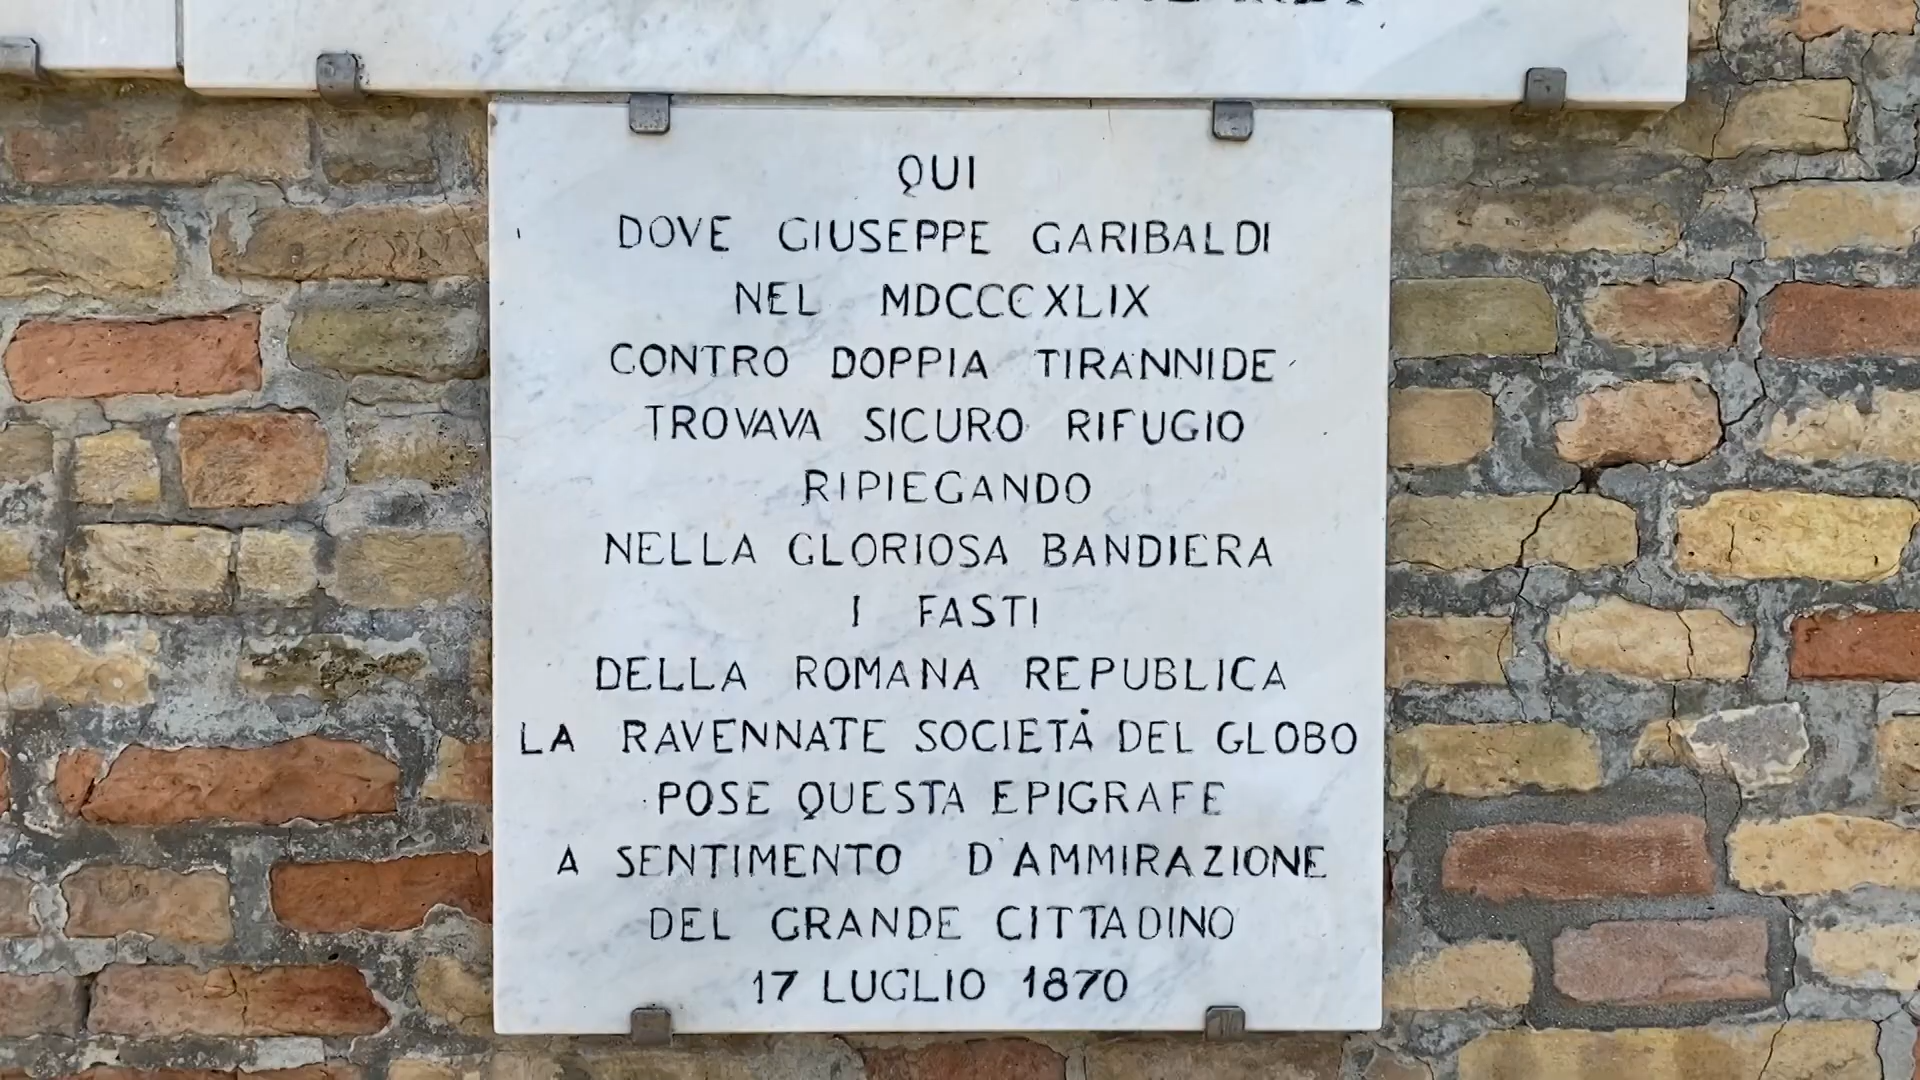 QUI
DOVE GIUSEPPE GARIBALDI
NEL MDCCCXLIX
CONTRO DOPPIA TIRANNIDE
TROVAVA SICURO RIFUGIO
RIPIEGANDO
NELLA GLORIOSA BANDIERA
I FASTI
DELLA ROMANA REPUBLICA
LA RAVENNATE SOCIETÀ DEL GLOBO
POSE QUESTA EPIGRAFE
A SENTIMENTO D'AMMIRAZIONE
DEL GRANDE CITTADINO
17 LUGLIO 1870